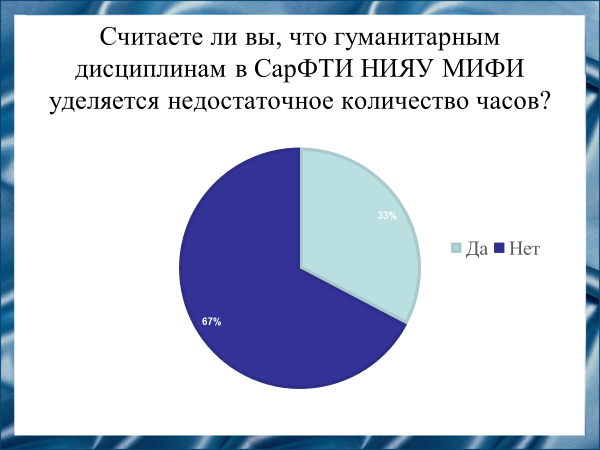 Считаете ли вы, что гуманитарным
дисциплинам в СарФТИ НИЯУ МИФИ
уделяется недостаточное количество часов?
33%
Да Нет
67%